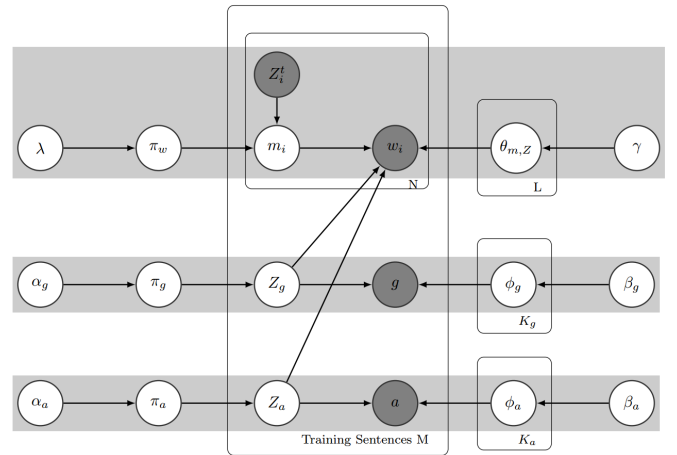 Z_i^t
λ π_w m_i w_i θ_{m,Z} γ
N L
α_g π_g Z_g g ϕ_g β_g
K_g
α_a π_a Z_a a ϕ_a β_a
Training Sentences M K_a